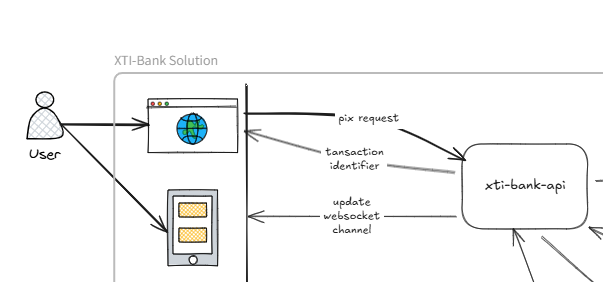 XTI-Bank Solution
User
pix request
tansaction
identifier
update
websocket
channel
xti-bank-api